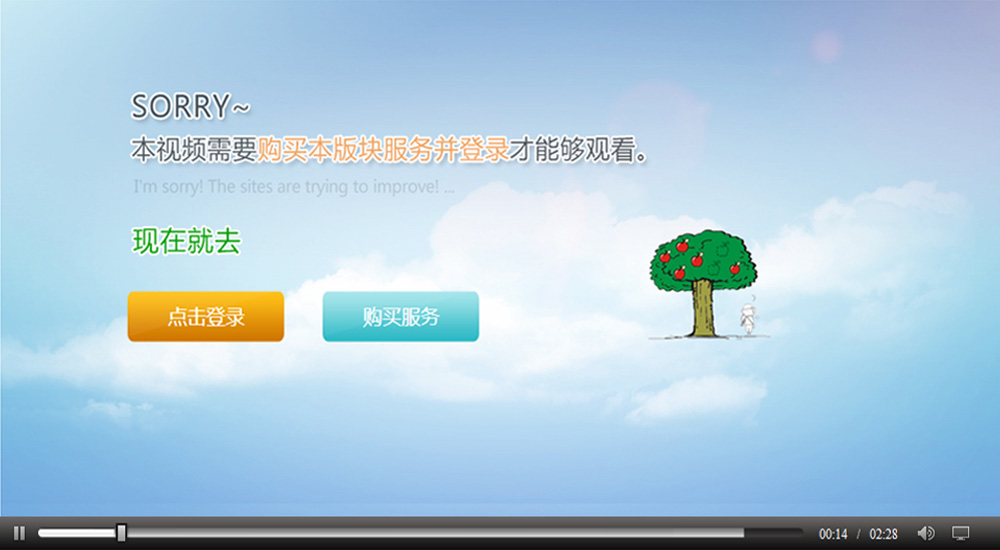 SORRY~
本视频需要购买本版块服务并登录才能够观看。
I'm sorry! The sites are trying to improve! ...
现在就去
点击登录 购买服务
00:14 / 02:28